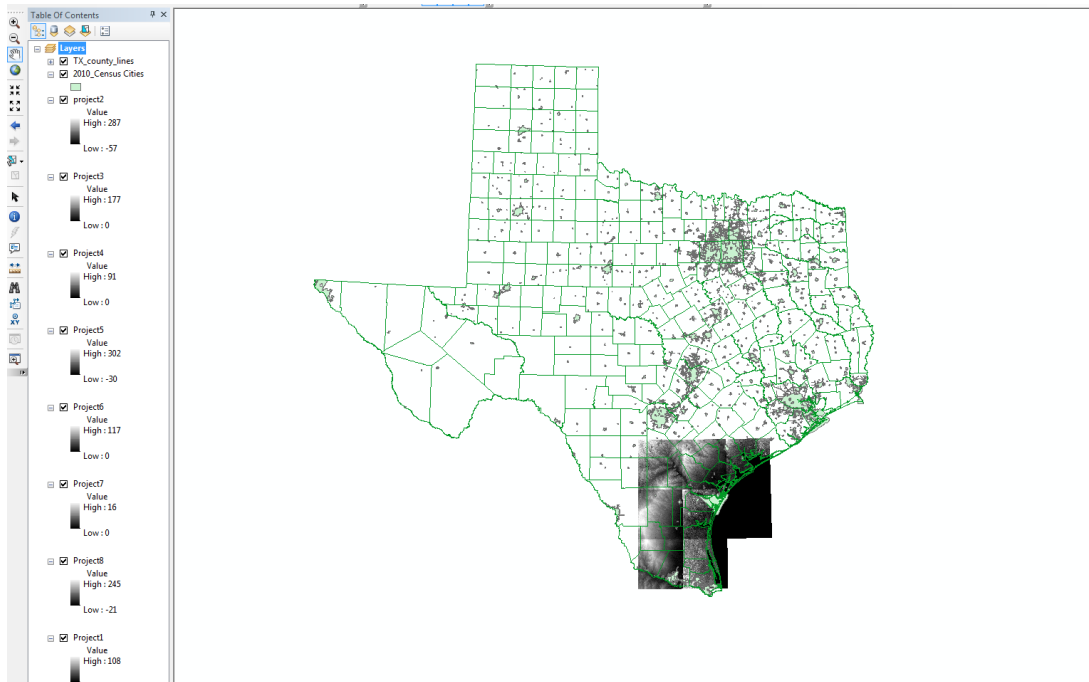 Table Of Contents
Layers
TX_county_lines
2010_Census Cities
project2
Value
High : 287
Low : -57
Project3
Value
High : 177
Low : 0
Project4
Value
High : 91
Low : 0
Project5
Value
High : 302
Low : -30
Project6
Value
High : 117
Low : 0
Project7
Value
High : 16
Low : 0
Project8
Value
High : 245
Low : -21
Project1
Value
High : 108